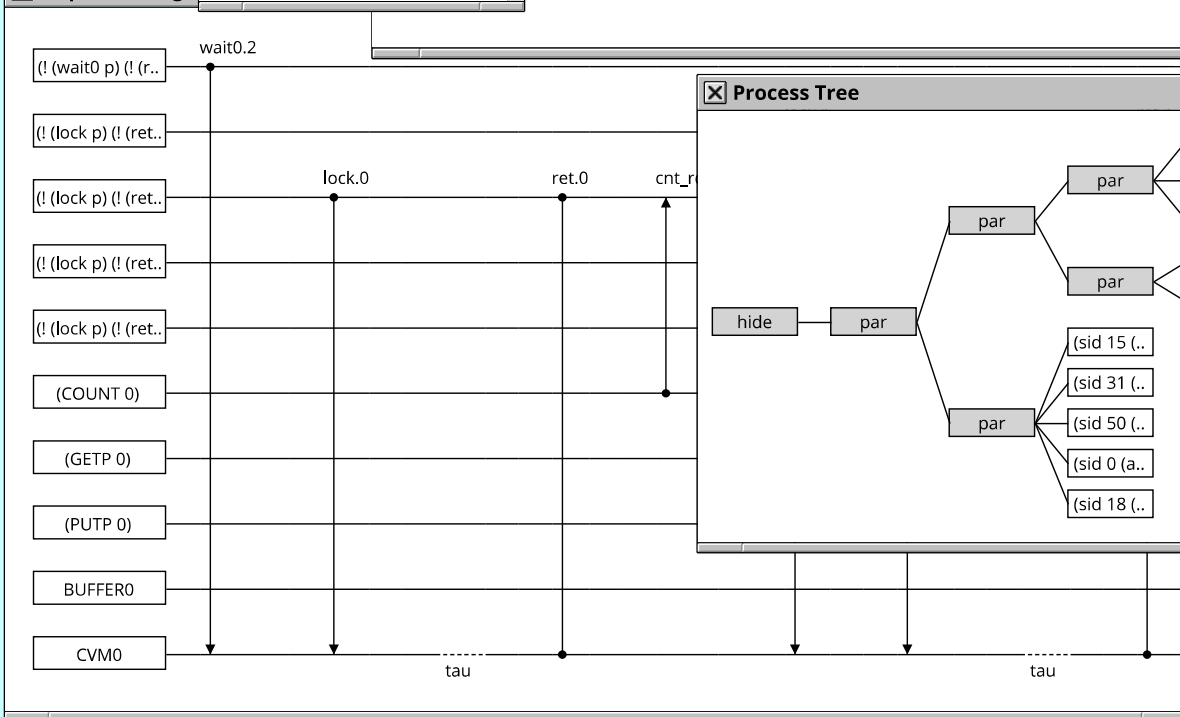 wait0.2
(! (wait0 p) (! (r..
Process Tree
(! (lock p) (! (ret..
lock.0
ret.0
(! (lock p) (! (ret..
par
par
(! (lock p) (! (ret..
par
(! (lock p) (! (ret..
hide
par
(sid 15 (..
(COUNT 0)
(sid 31 (..
par
(sid 50 (..
(GETP 0)
(sid 0 (a..
(sid 18 (..
(PUTP 0)
BUFFER0
CVM0
tau
tau